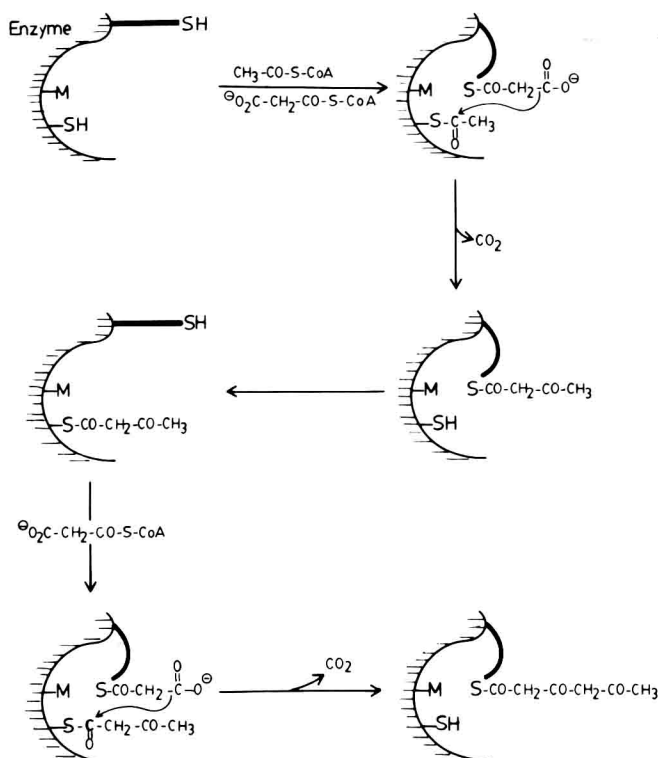 Enzyme
SH
M
SH
CH3-CO-S-CoA
⊖O2C-CH2-CO-S-CoA
O
S-CO-CH2-C-O⊖
M
S-C-CH3
O
CO2
SH
M
S-CO-CH2-CO-CH3
S-CO-CH2-CO-CH3
M
SH
⊖O2C-CH2-CO-S-CoA
O
S-CO-CH2-C-O⊖
M
S-C-CH2-CO-CH3
O
CO2
M
S-CO-CH2-CO-CH2-CO-CH3
SH